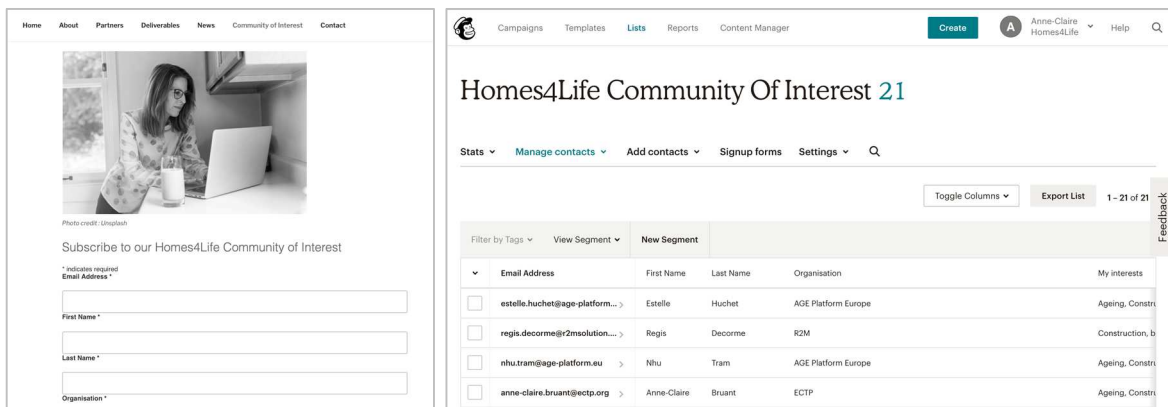 Home About Partners Deliverables News Community of Interest Contact
Photo credit : Unsplash
Subscribe to our Homes4Life Community of Interest
* indicates required
Email Address *
First Name *
Last Name *
Organisation *
Campaigns Templates Lists Reports Content Manager Create A Anne-Claire Help
Homes4Life
Homes4Life Community Of Interest 21
Stats Manage contacts Add contacts Signup forms Settings
Toggle Columns Export List 1 – 21 of 21
Feedback
Filter by Tags View Segment New Segment
Email Address First Name Last Name Organisation My interests
estelle.huchet@age-platform... Estelle Huchet AGE Platform Europe Ageing, Constru
regis.decorme@r2msolution.... Regis Decorme R2M Construction, b
nhu.tram@age-platform.eu Nhu Tram AGE Platform Europe Ageing, Constru
anne-claire.bruant@ectp.org Anne-Claire Bruant ECTP Ageing, Constru